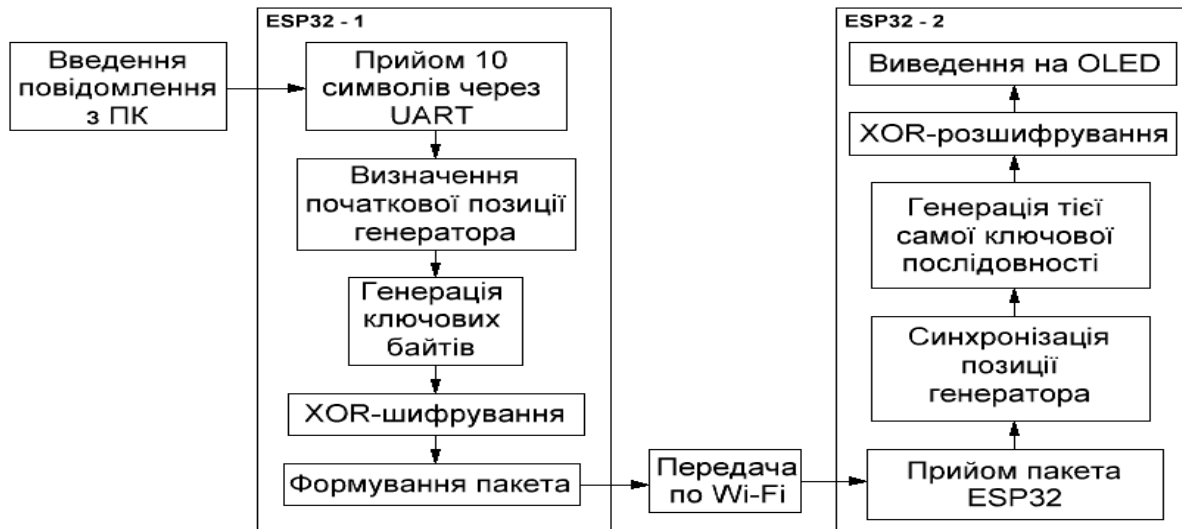 ESP32 - 1
Введення
повідомлення
з ПК
Прийом 10
символів через
UART
Визначення
початкової позиції
генератора
Генерація
ключових
байтів
XOR-шифрування
Формування пакета
Передача
по Wi-Fi
ESP32 - 2
Прийом пакета
ESP32
Синхронізація
позиції
генератора
Генерація тієї
самої ключової
послідовності
XOR-розшифрування
Виведення на OLED